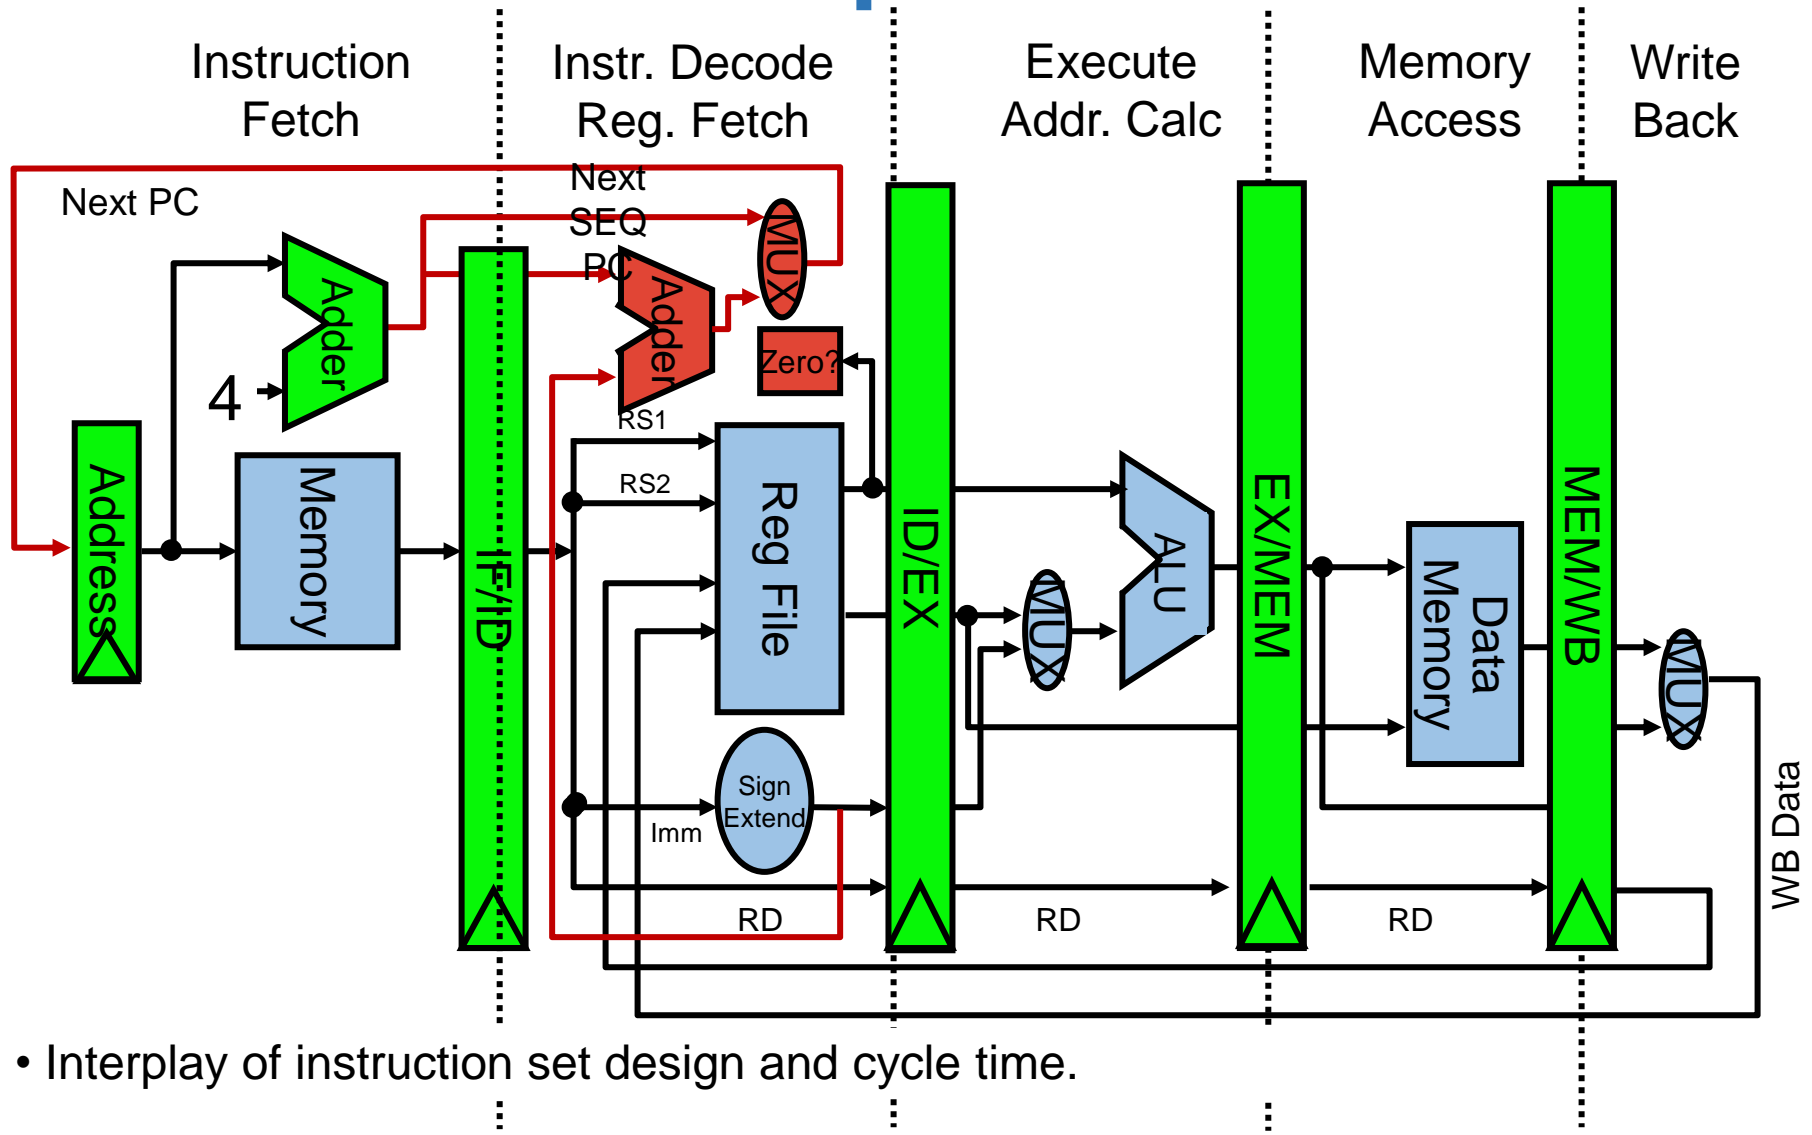 Instruction
Fetch
Instr. Decode
Reg. Fetch
Execute
Addr. Calc
Memory
Access
Write
Back
Next PC
Next
SEQ
PC
MUX
Adder
Adder
Zero?
4
RS1
Address
Memory
IF/ID
RS2
Reg File
ID/EX
MUX
ALU
EX/MEM
Data
Memory
MEM/WB
MUX
Sign
Extend
Imm
RD
RD
RD
WB Data
• Interplay of instruction set design and cycle time.